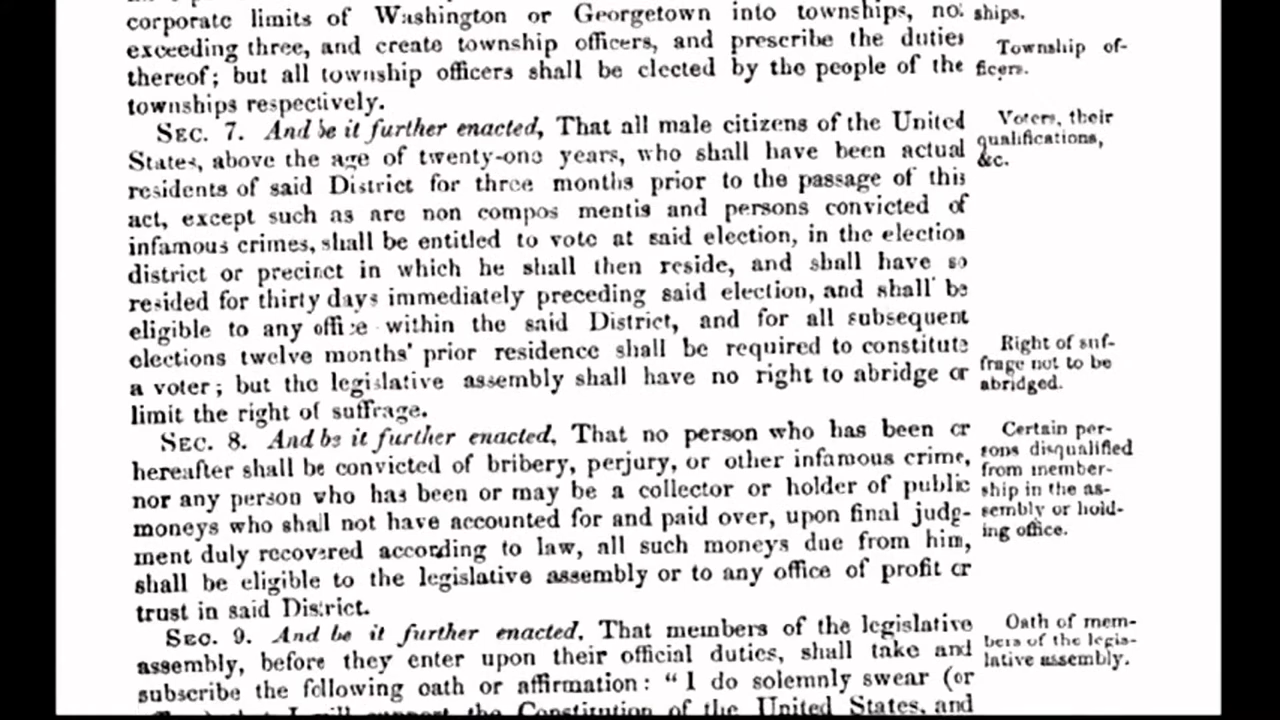 corporate limits of Washington or Georgetown into townships, not
ships.
exceeding three, and create township officers, and prescribe the duties
Township of-
thereof; but all township officers shall be elected by the people of the
ficers.
townships respectively.
SEC. 7. And be it further enacted, That all male citizens of the United
Voters, their
States, above the age of twenty-one years, who shall have been actual
qualifications,
&c.
residents of said District for three months prior to the passage of this
act, except such as are non compos mentis and persons convicted of
infamous crimes, shall be entitled to vote at said election, in the election
district or precinct in which he shall then reside, and shall have so
resided for thirty days immediately preceding said election, and shall be
eligible to any office within the said District, and for all subsequent
elections twelve months' prior residence shall be required to constitute
Right of suf-
frage not to be
a voter; but the legislative assembly shall have no right to abridge or
abridged.
limit the right of suffrage.
SEC. 8. And be it further enacted, That no person who has been or
Certain per-
hereafter shall be convicted of bribery, perjury, or other infamous crime,
sons disqualified
from member-
nor any person who has been or may be a collector or holder of public
ship in the as-
moneys who shall not have accounted for and paid over, upon final judg-
sembly or hold-
ing office.
ment duly recovered according to law, all such moneys due from him,
shall be eligible to the legislative assembly or to any office of profit or
trust in said District.
SEC. 9. And be it further enacted, That members of the legislative
Oath of mem-
bers of the legis-
assembly, before they enter upon their official duties, shall take and
lative assembly.
subscribe the following oath or affirmation: "I do solemnly swear (or
that I will support the Constitution of the United States, and